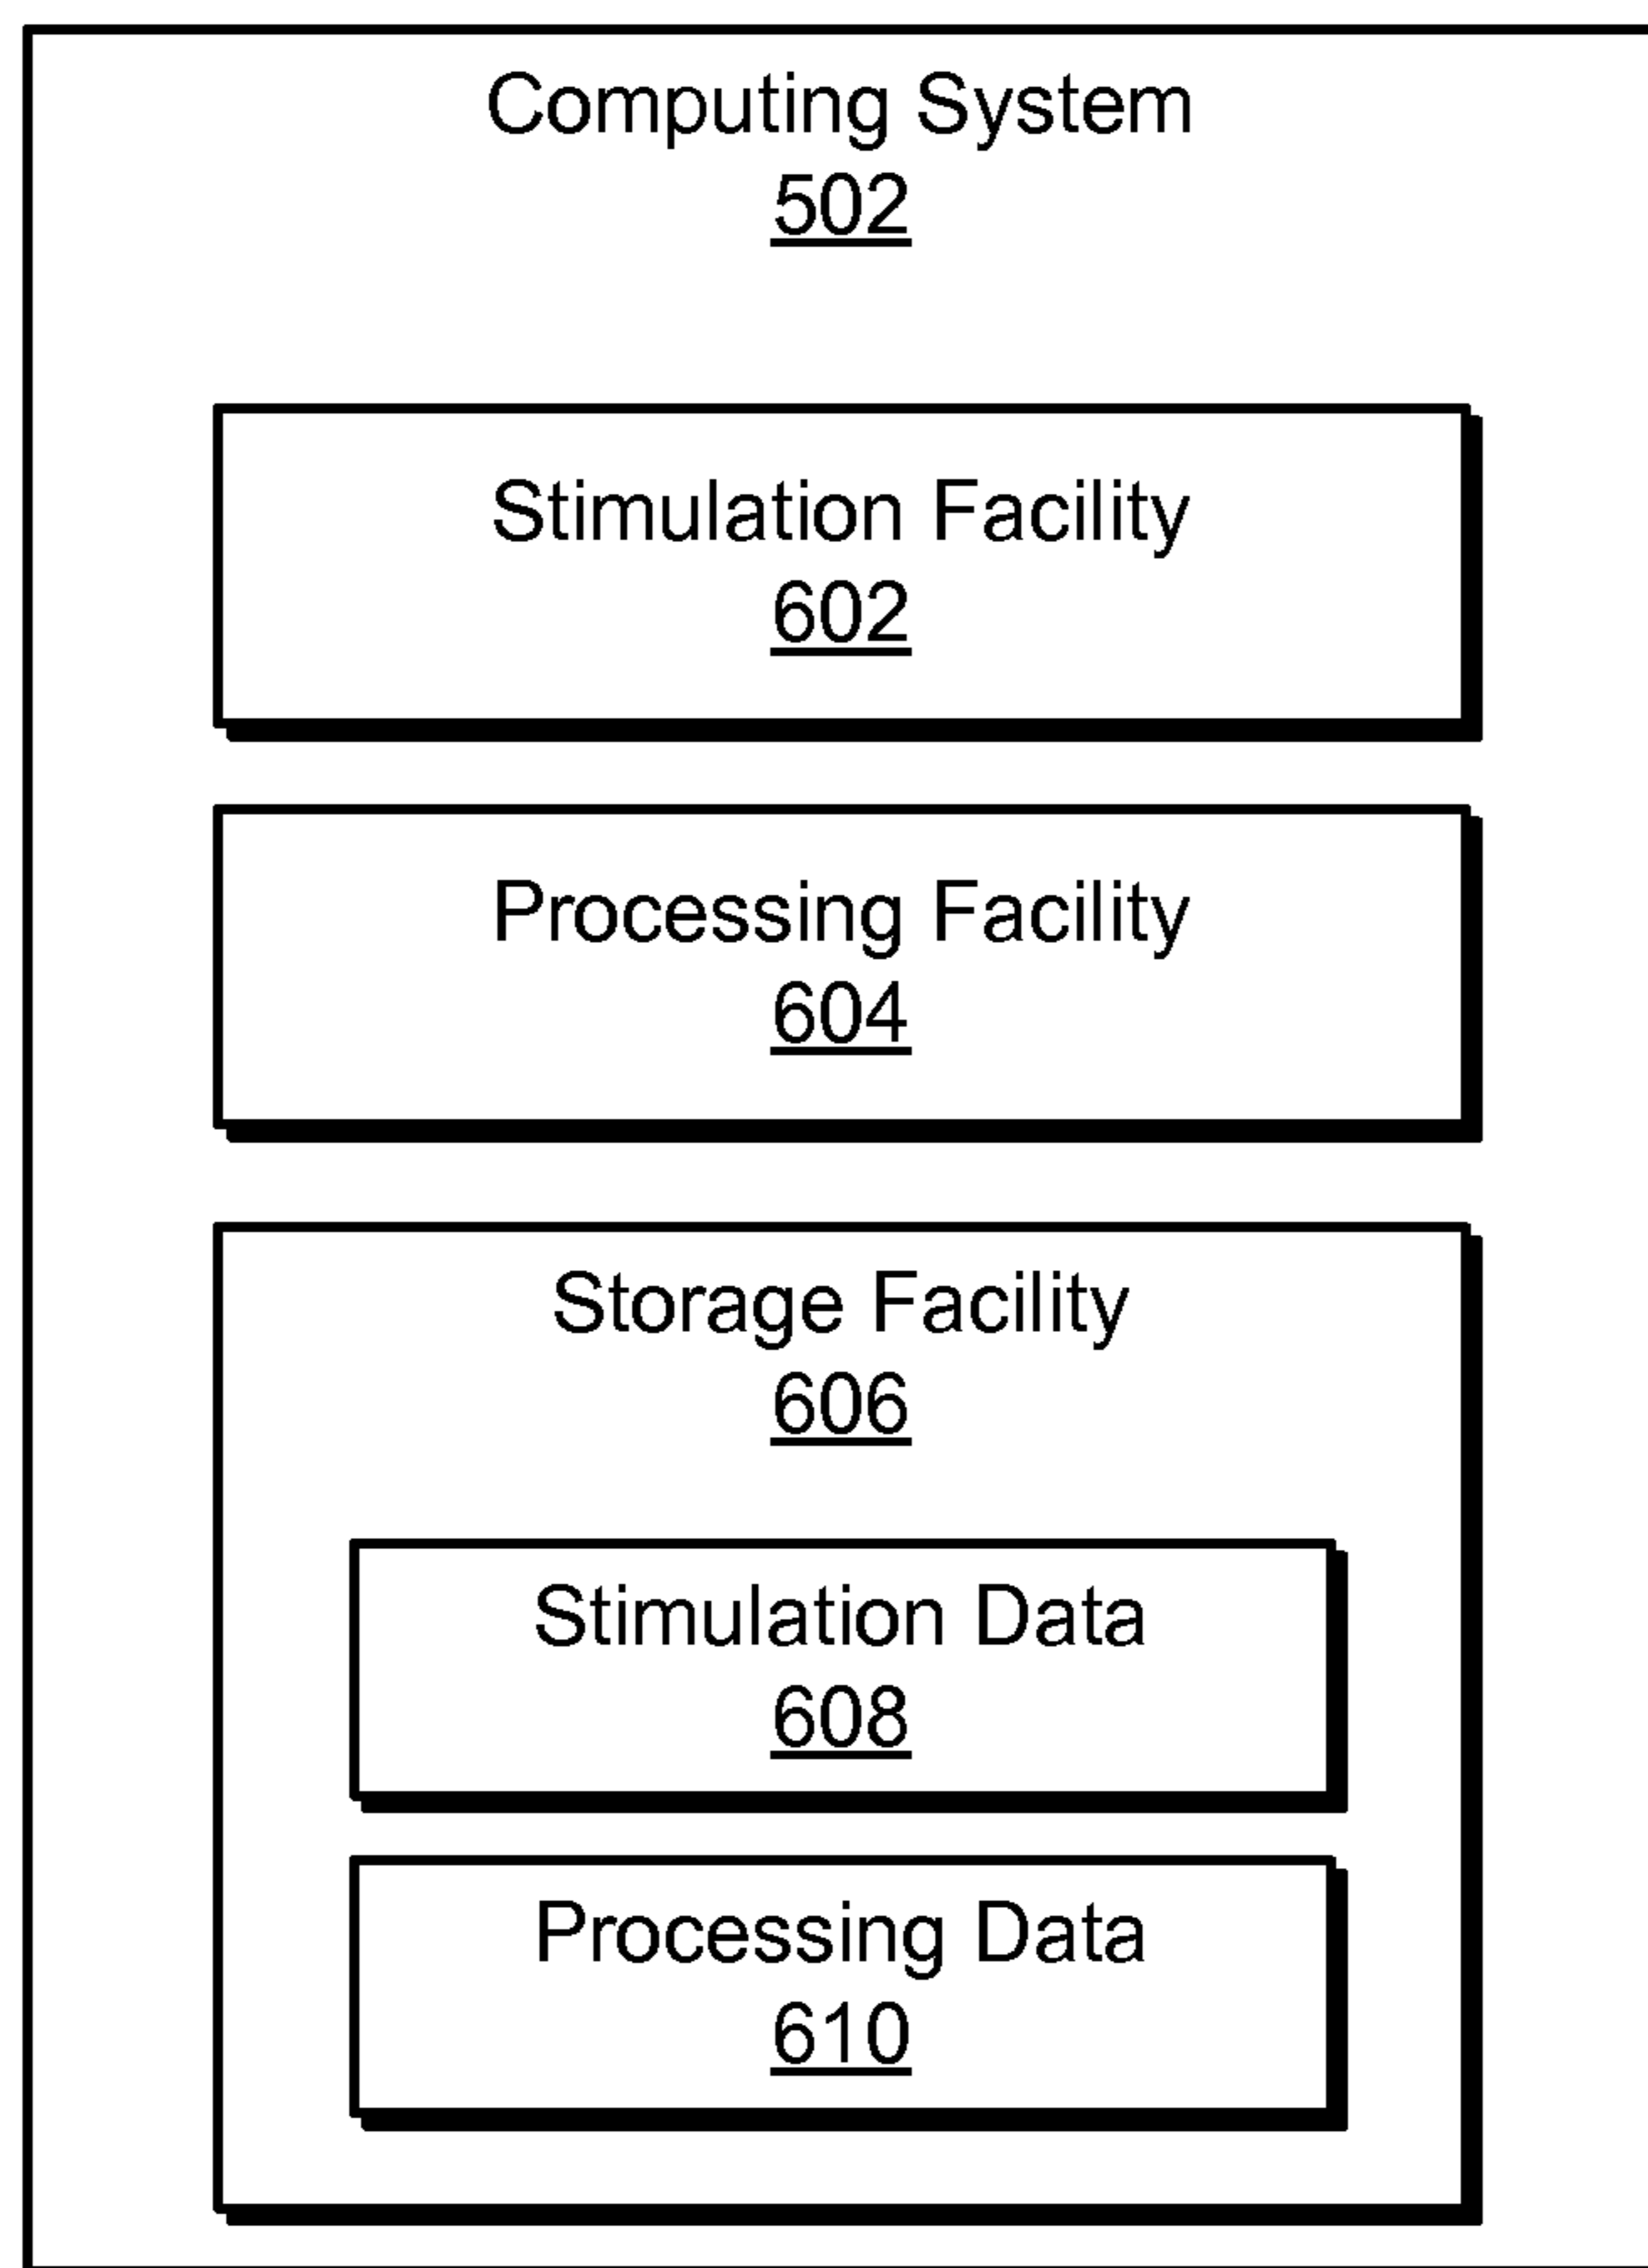 Computing System
502
Stimulation Facility
602
Processing Facility
604
Storage Facility
606
Stimulation Data
608
Processing Data
610